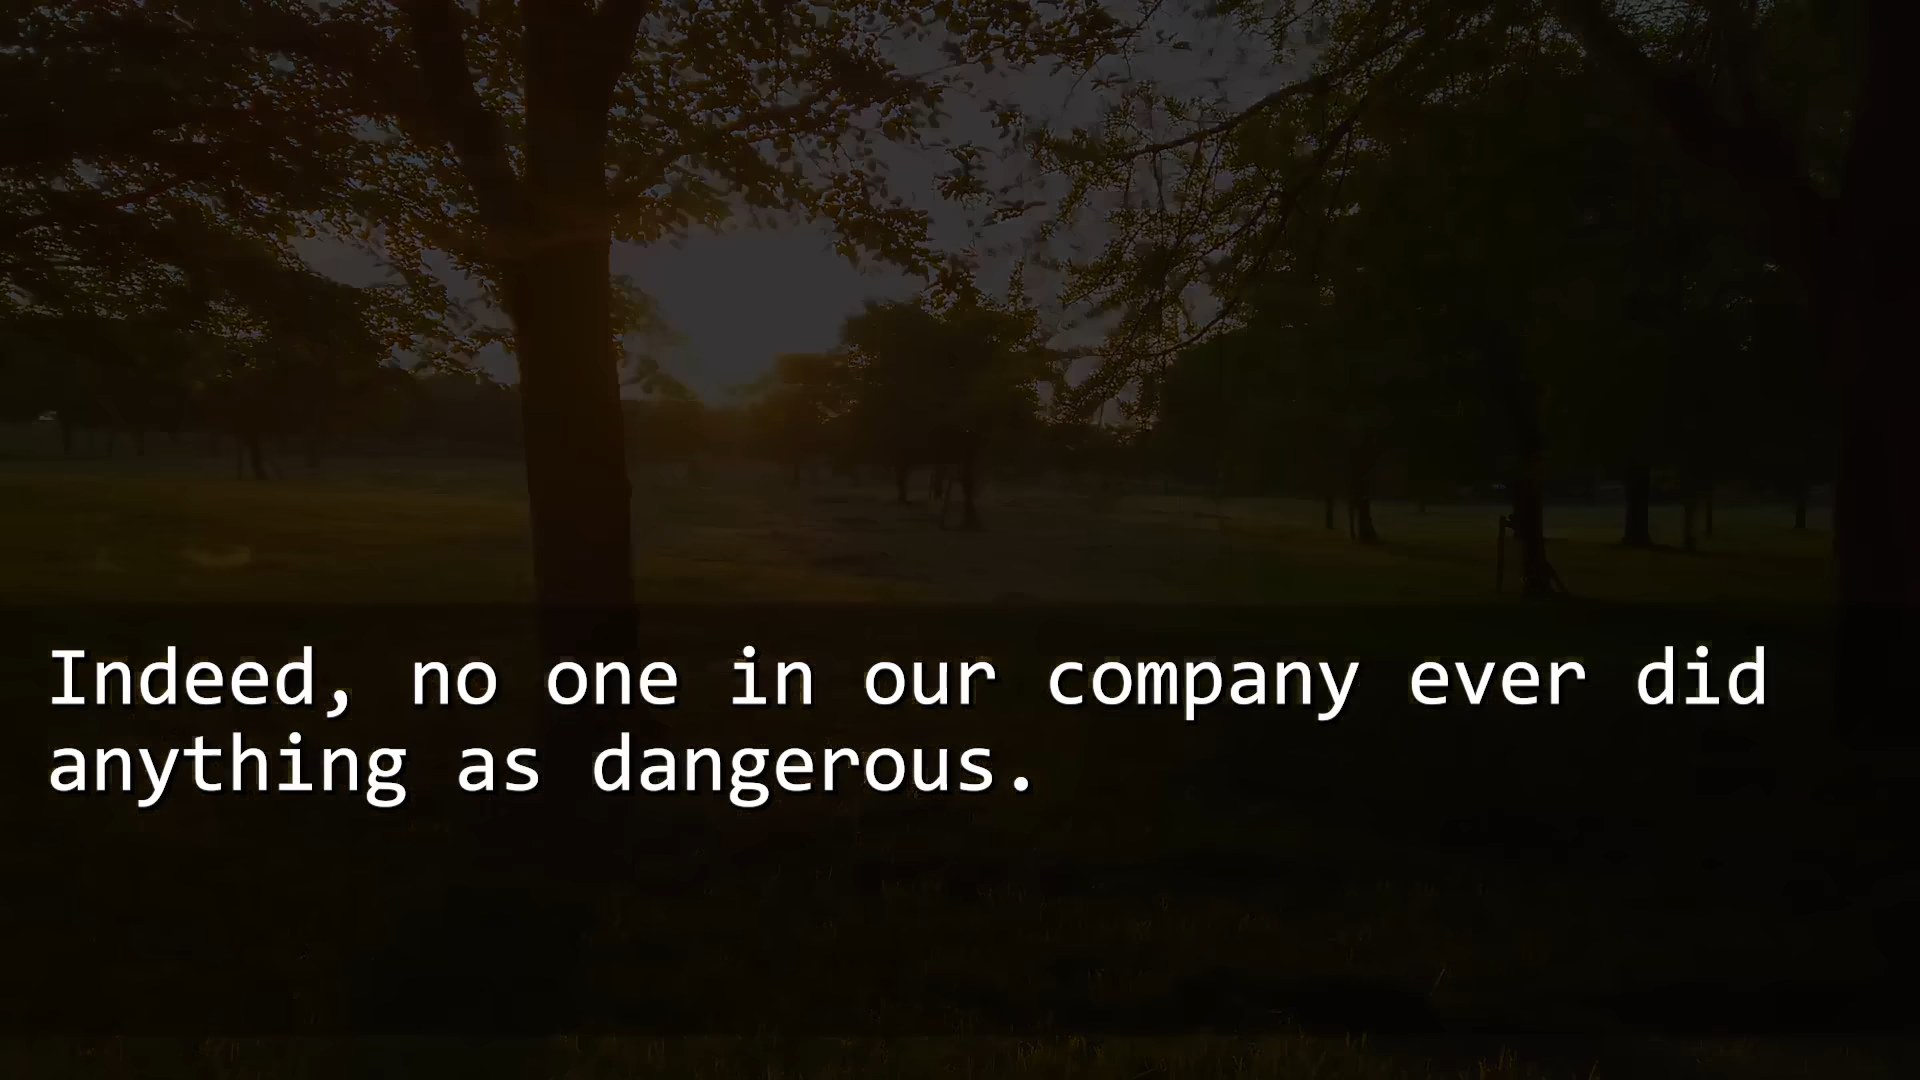 Indeed, no one in our company ever did
anything as dangerous.